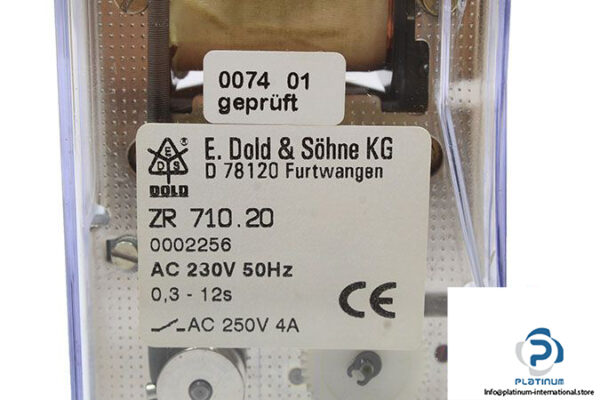 0074 01
geprüft
E. Dold & Söhne KG
D 78120 Furtwangen
E D S ®
DOLD
ZR 710.20
0002256
AC 230V 50Hz
0,3 - 12s
CE
AC 250V 4A
PLATINUM
Info@platinum-international.store